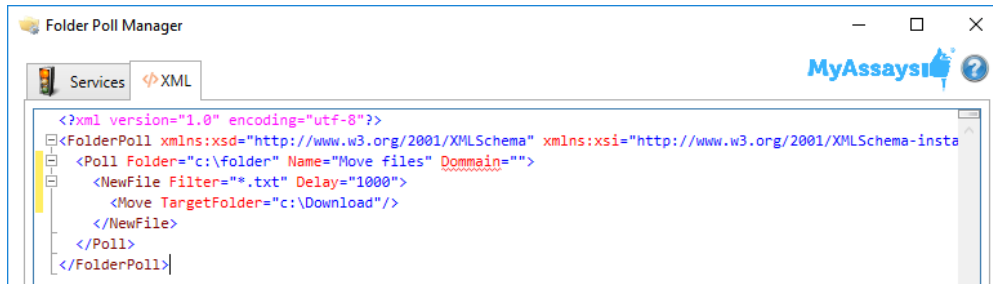 Folder Poll Manager
MyAssays
Services
XML
<?xml version="1.0" encoding="utf-8"?>
<FolderPoll xmlns:xsd="http://www.w3.org/2001/XMLSchema" xmlns:xsi="http://www.w3.org/2001/XMLSchema-insta
<Poll Folder="c:\folder" Name="Move files" Dommain="">
<NewFile Filter="*.txt" Delay="1000">
<Move TargetFolder="c:\Download"/>
</NewFile>
</Poll>
</FolderPoll>